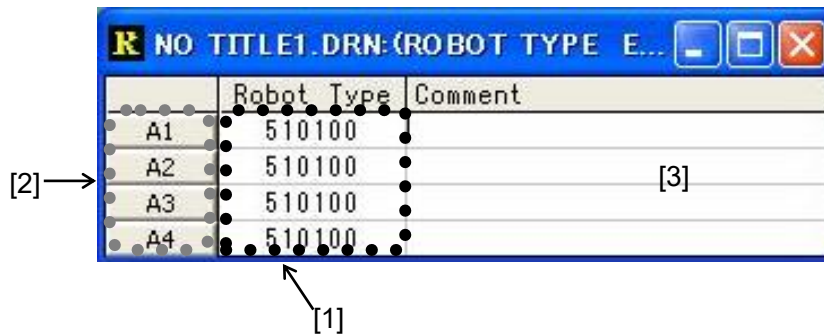 R NO TITLE1.DRN:(ROBOT TYPE E...
Robot Type Comment
A1 510100
A2 510100
[2] [3]
A3 510100
A4 510100
[1]